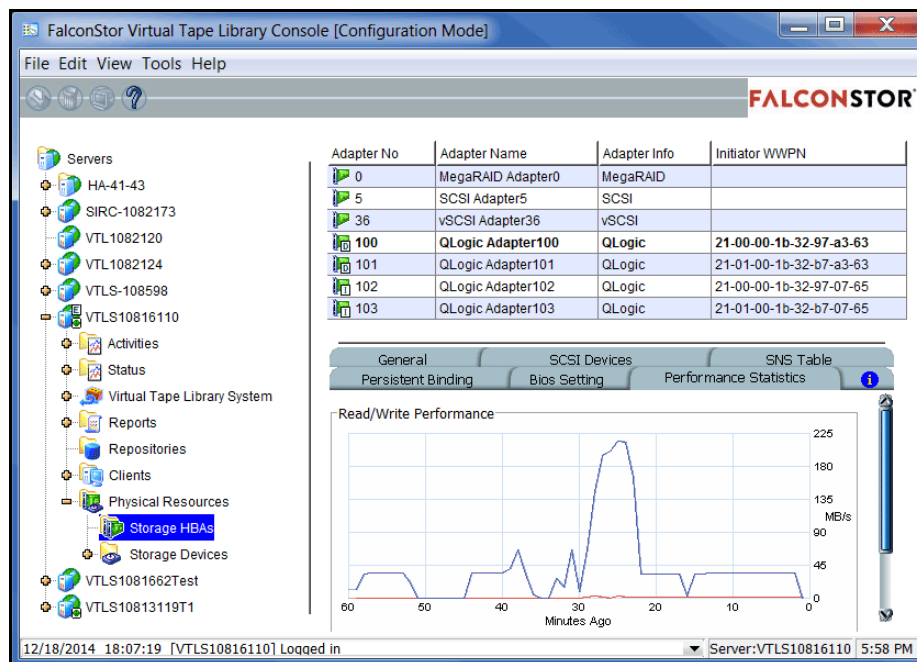 FalconStor Virtual Tape Library Console [Configuration Mode]
File Edit View Tools Help
FALCONSTOR
Servers
HA-41-43
SIRC-1082173
VTL1082120
VTL1082124
VTLS-108598
VTLS10816110
Activities
Status
Virtual Tape Library System
Reports
Repositories
Clients
Physical Resources
Storage HBAs
Storage Devices
VTLS1081662Test
VTLS10813119T1
Adapter No Adapter Name Adapter Info Initiator WWPN
0 MegaRAID Adapter0 MegaRAID
5 SCSI Adapter5 SCSI
36 vSCSI Adapter36 vSCSI
100 QLogic Adapter100 QLogic 21-00-00-1b-32-97-a3-63
101 QLogic Adapter101 QLogic 21-01-00-1b-32-b7-a3-63
102 QLogic Adapter102 QLogic 21-00-00-1b-32-97-07-65
103 QLogic Adapter103 QLogic 21-01-00-1b-32-b7-07-65
General SCSI Devices SNS Table
Persistent Binding Bios Setting Performance Statistics
Read/Write Performance
225
180
135
MB/s
90
45
0
60 50 40 30 20 10 0
Minutes Ago
12/18/2014 18:07:19 [VTLS10816110] Logged in
Server:VTLS10816110 5:58 PM